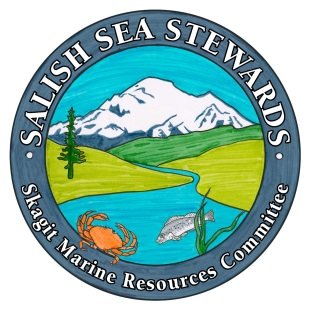 SALISH SEA STEWARDS
Skagit Marine Resources Committee